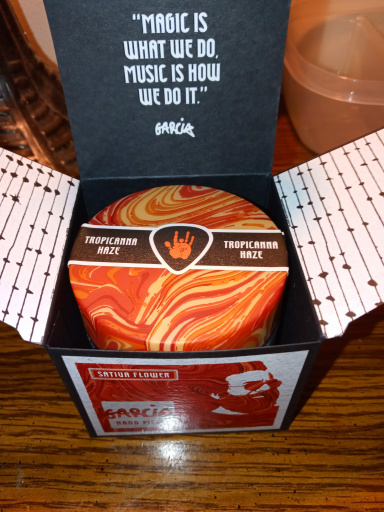 "MAGIC IS
WHAT WE DO,
MUSIC IS HOW
WE DO IT."
GARCIA
TROPICANNA
HAZE
TROPICANNA
HAZE
SATIVA FLOWER
GARCIA
HAND